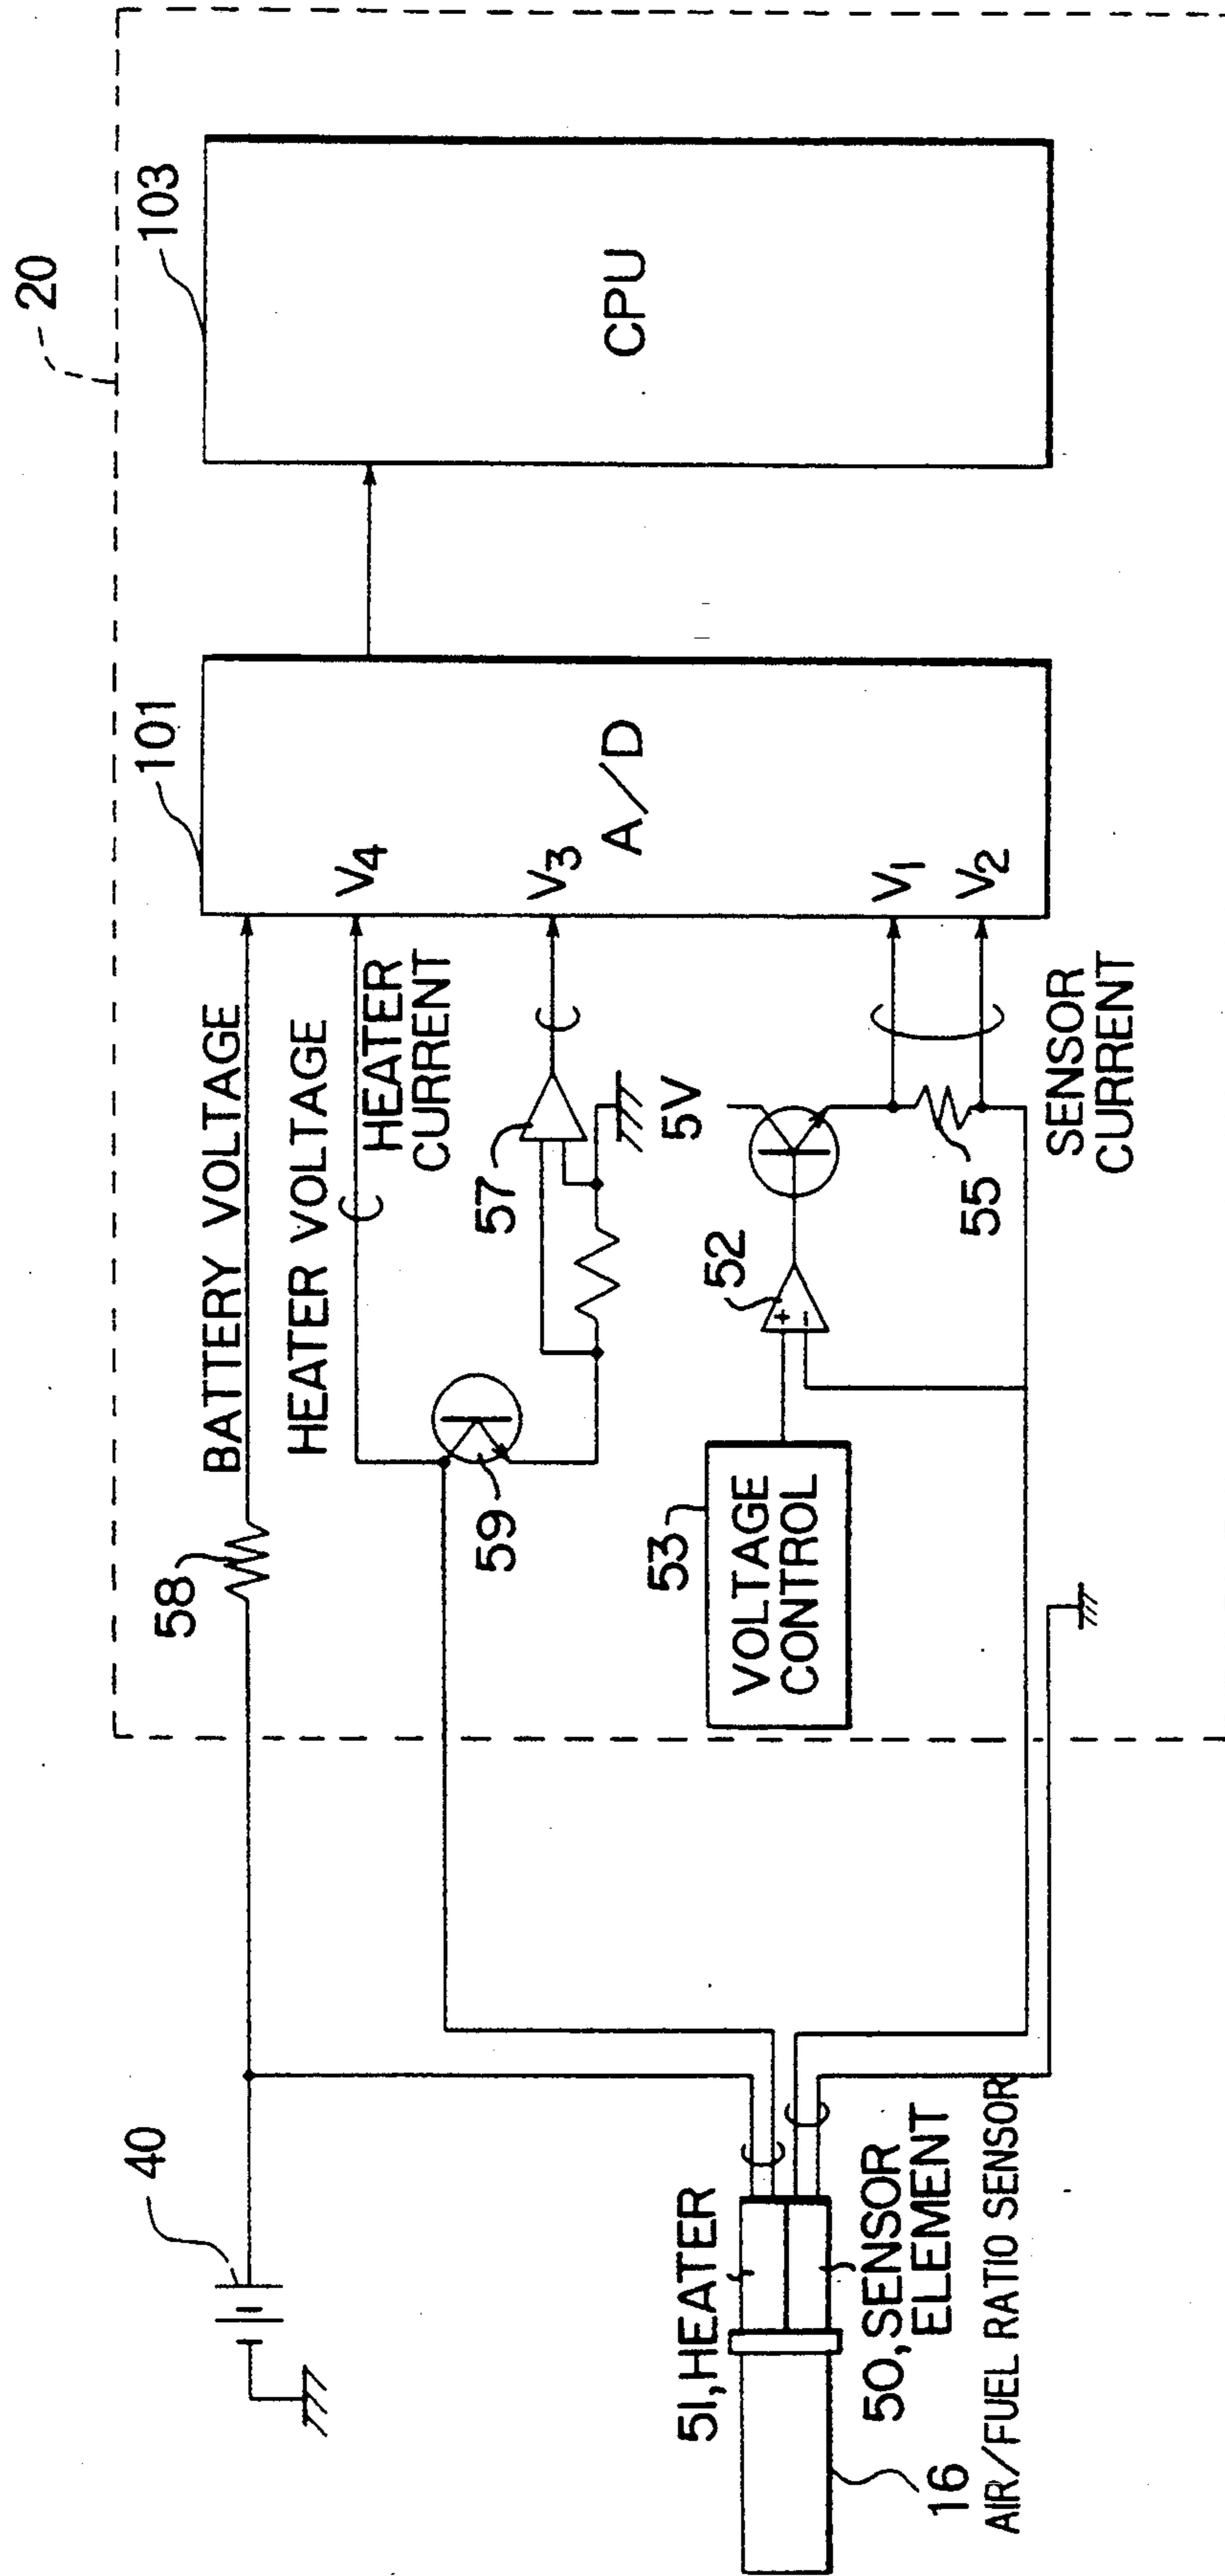 20
103
CPU
101
A/D
V4
V3
V1
V2
BATTERY VOLTAGE
HEATER VOLTAGE
HEATER
CURRENT
57
5V
52
55
SENSOR
CURRENT
58
59
53
VOLTAGE
CONTROL
40
51,HEATER
50,SENSOR
ELEMENT
16
AIR/FUEL RATIO SENSOR